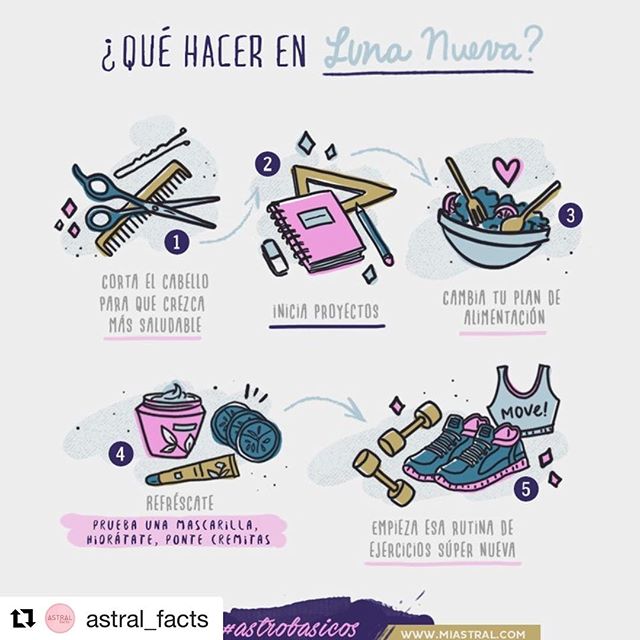 ¿QUÉ HACER EN Luna Nueva?
1
CORTA EL CABELLO
PARA QUE CREZCA
MÁS SALUDABLE
2
INICIA PROYECTOS
3
CAMBIA TU PLAN DE
ALIMENTACIÓN
4
REFRÉSCATE
PRUEBA UNA MASCARILLA,
HIDRÁTATE, PONTE CREMITAS
MOVE!
5
EMPIEZA ESA RUTINA DE
EJERCICIOS SÚPER NUEVA
ASTRAL
astral_facts
#astrobasicos
WWW.MIASTRAL.COM